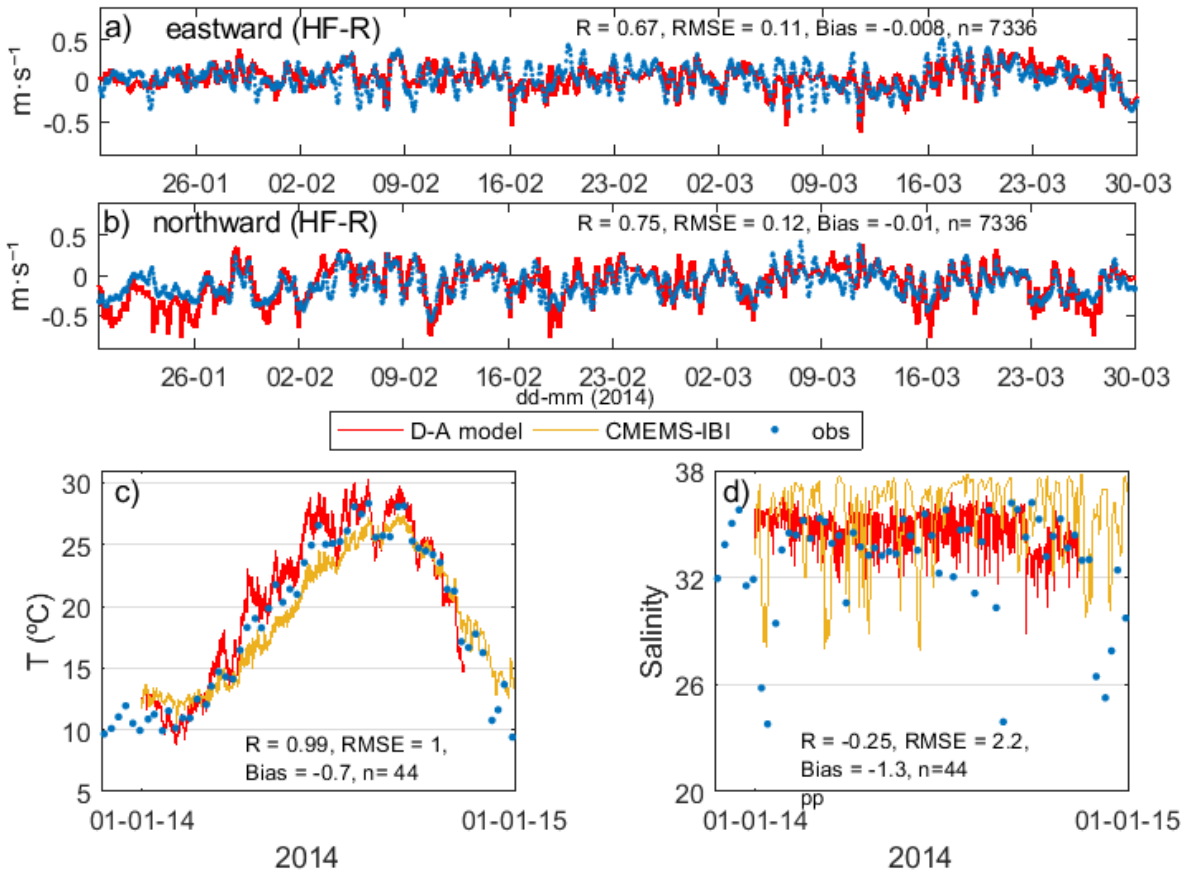 a) eastward (HF-R)
R = 0.67, RMSE = 0.11, Bias = -0.008, n= 7336
0.5
0
-0.5
m·s⁻¹
26-01 02-02 09-02 16-02 23-02 02-03 09-03 16-03 23-03 30-03
b) northward (HF-R)
R = 0.75, RMSE = 0.12, Bias = -0.01, n= 7336
0.5
0
-0.5
m·s⁻¹
26-01 02-02 09-02 16-02 23-02 02-03 09-03 16-03 23-03 30-03
dd-mm (2014)
D-A model CMEMS-IBI obs
c)
30
25
20
15
10
5
T (ºC)
R = 0.99, RMSE = 1,
Bias = -0.7, n= 44
01-01-14 01-01-15
2014
d)
38
32
26
20
Salinity
R = -0.25, RMSE = 2.2,
Bias = -1.3, n=44
pp
01-01-14 01-01-15
2014